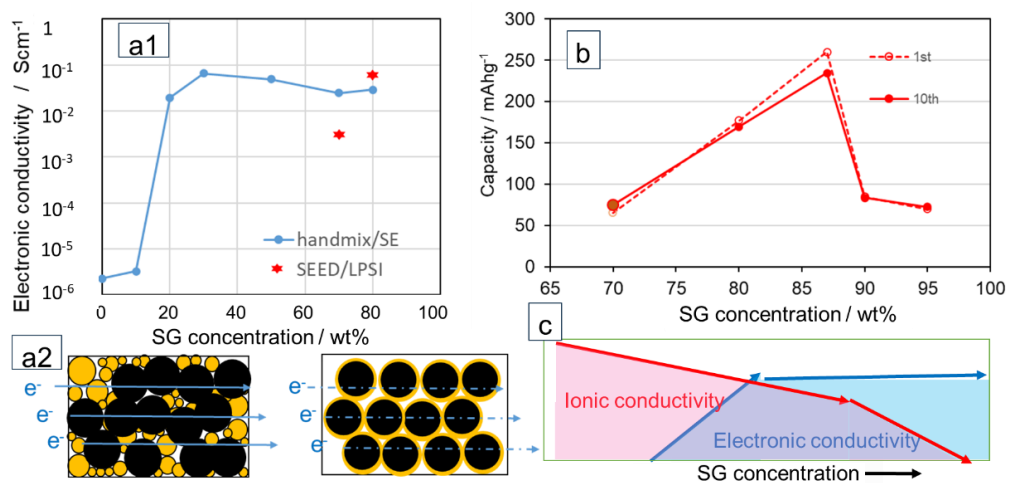 a1
Electronic conductivity / Scm⁻¹
1
10⁻¹
10⁻²
10⁻³
10⁻⁴
10⁻⁵
10⁻⁶
0 20 40 60 80 100
SG concentration / wt%
handmix/SE
SEED/LPSI
b
Capacity / mAhg⁻¹
300
250
200
150
100
50
0
65 70 75 80 85 90 95 100
SG concentration / wt%
1st
10th
a2
e⁻
e⁻
e⁻
e⁻
e⁻
e⁻
c
Ionic conductivity
Electronic conductivity
SG concentration